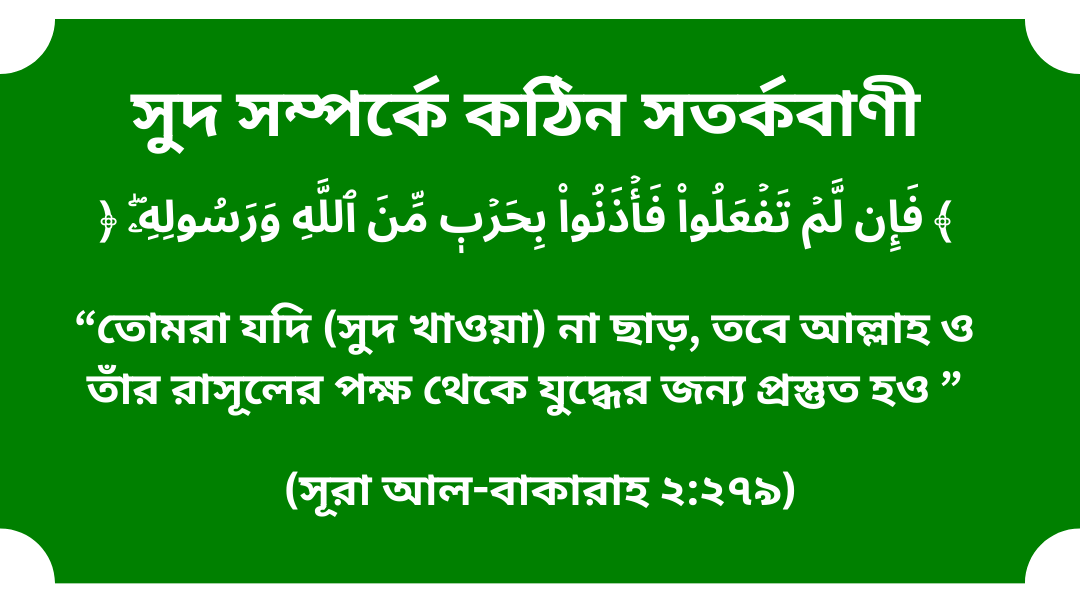 সুদ সম্পর্কে কঠিন সতর্কবাণী
﴿ فَإِن لَّمۡ تَفۡعَلُواْ فَأۡذَنُواْ بِحَرۡبٖ مِّنَ ٱللَّهِ وَرَسُولِهِۦۖ ﴾
“তোমরা যদি (সুদ খাওয়া) না ছাড়, তবে আল্লাহ ও
তাঁর রাসূলের পক্ষ থেকে যুদ্ধের জন্য প্রস্তুত হও ”
(সূরা আল-বাকারাহ ২:২৭৯)